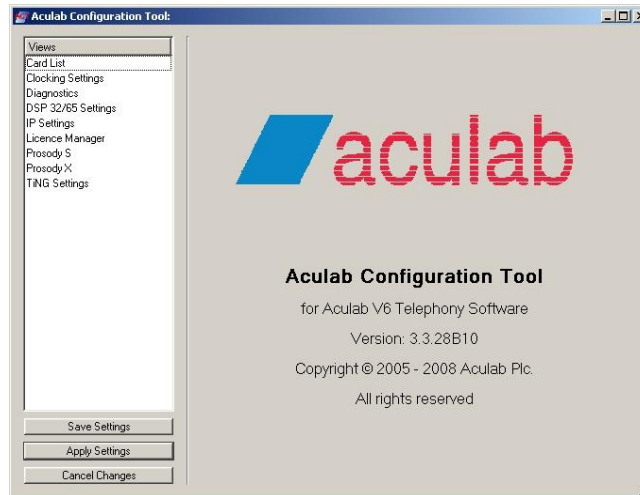 Aculab Configuration Tool:
Views
Card List
Clocking Settings
Diagnostics
DSP 32/65 Settings
IP Settings
Licence Manager
Prosody S
Prosody X
TiNG Settings
Save Settings
Apply Settings
Cancel Changes
aculab
Aculab Configuration Tool
for Aculab V6 Telephony Software
Version: 3.3.28B10
Copyright © 2005 - 2008 Aculab Plc.
All rights reserved